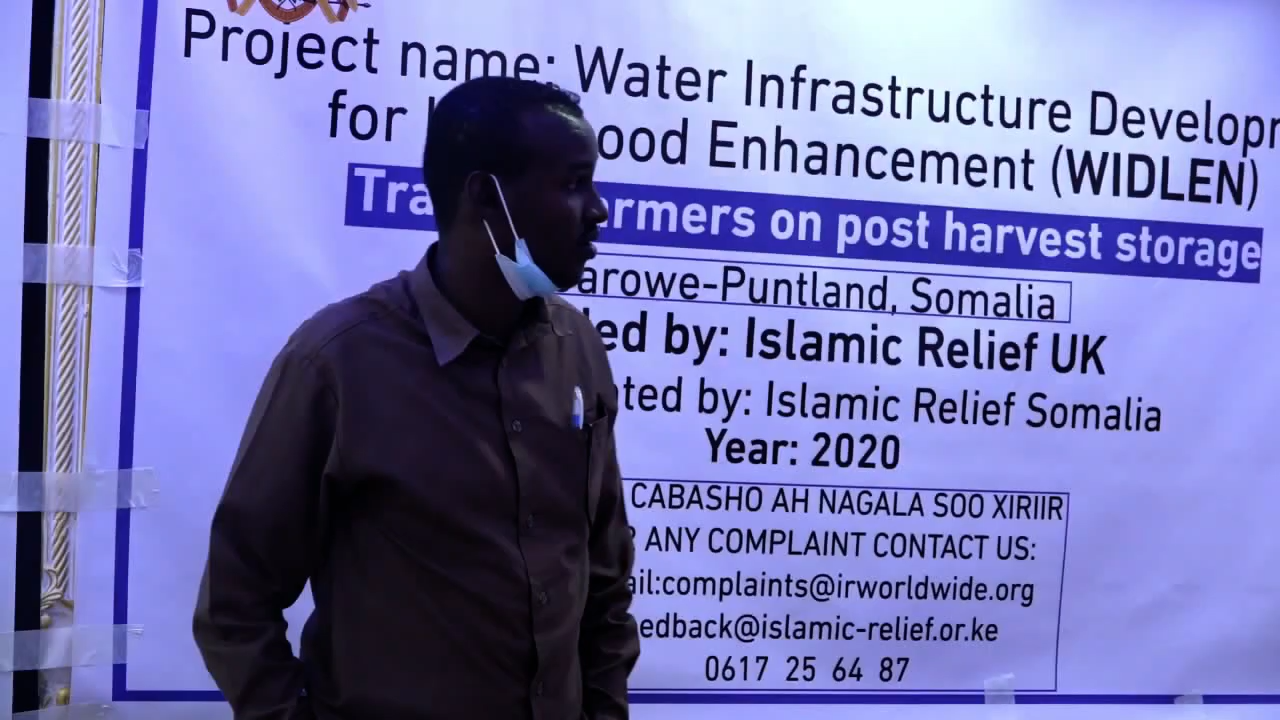 Project name: Water Infrastructure Developm
for L ood Enhancement (WIDLEN)
Tra armers on post harvest storage
arowe-Puntland, Somalia
ed by: Islamic Relief UK
ted by: Islamic Relief Somalia
Year: 2020
CABASHO AH NAGALA SOO XIRIIR
R ANY COMPLAINT CONTACT US:
ail:complaints@irworldwide.org
edback@islamic-relief.or.ke
0617 25 64 87